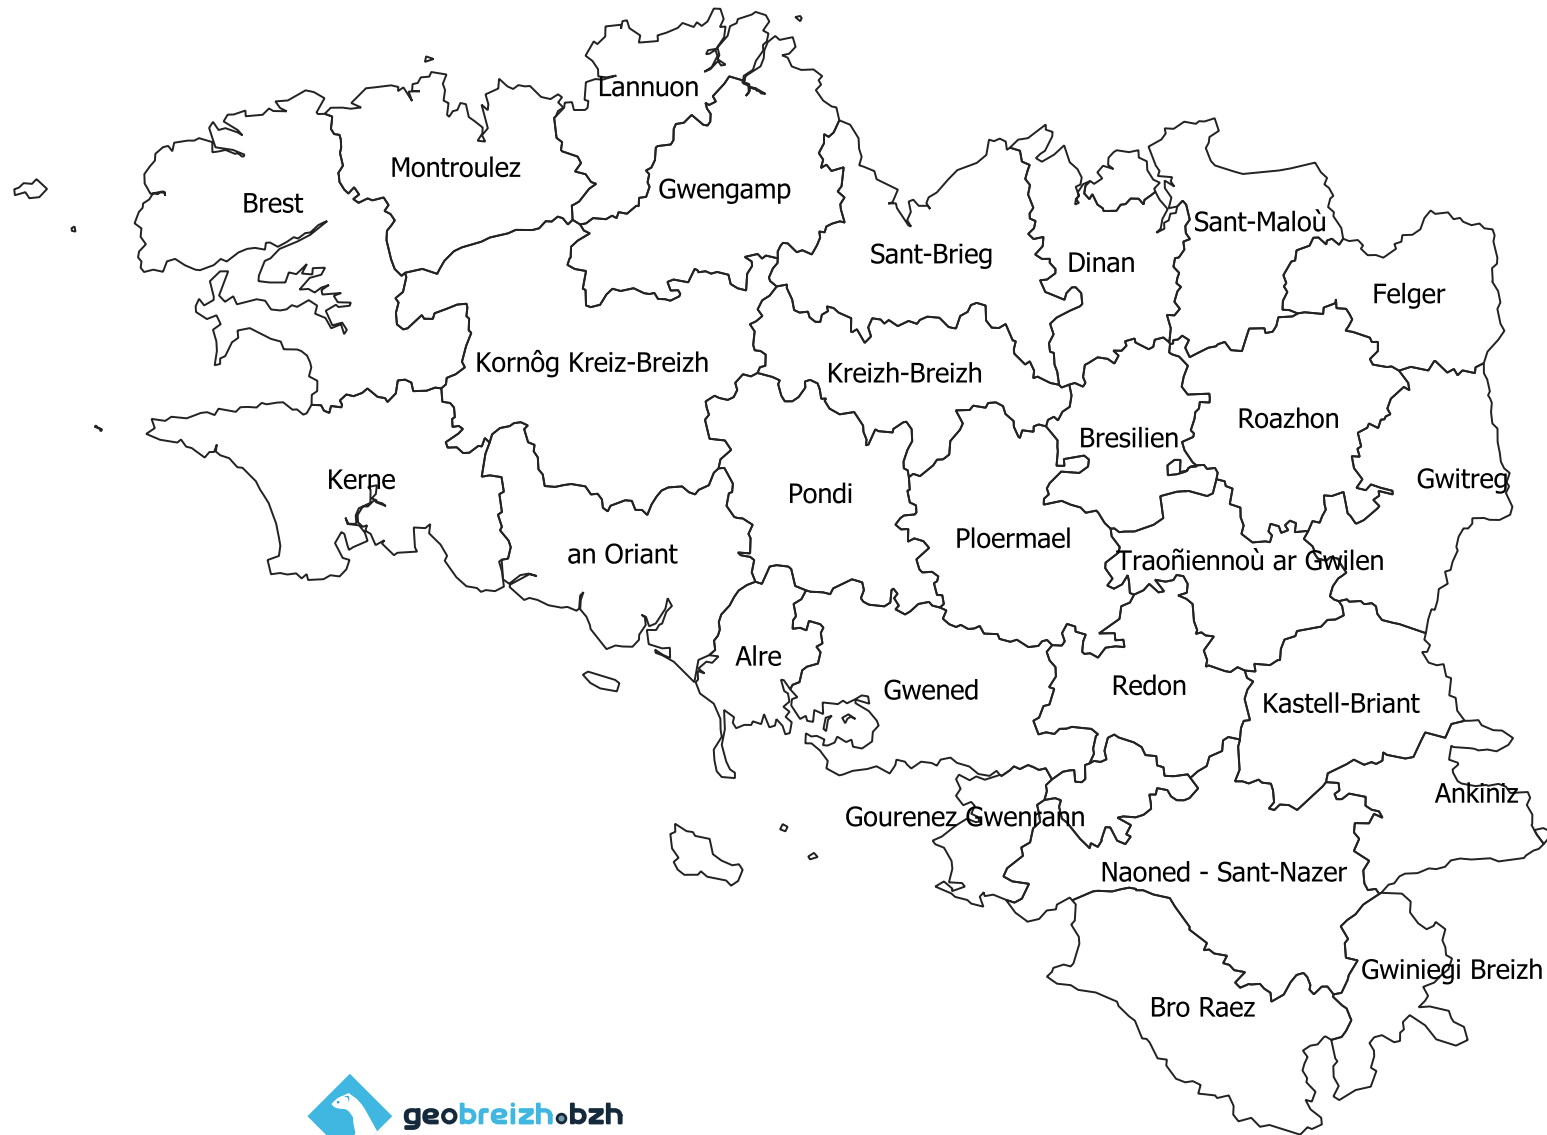 Lannuon
Montroulez
Gwengamp
Brest
Sant-Maloù
Sant-Brieg
Dinan
Felger
Kornôg Kreiz-Breizh
Kreizh-Breizh
Roazhon
Bresilien
Kerne
Gwitreg
Pondi
Ploermael
an Oriant
Traoñiennoù ar Gwilen
Alre
Redon
Gwened
Kastell-Briant
Ankiniz
Gourenez Gwenrann
Naoned - Sant-Nazer
Gwiniegi Breizh
Bro Raez
geobreizh.bzh